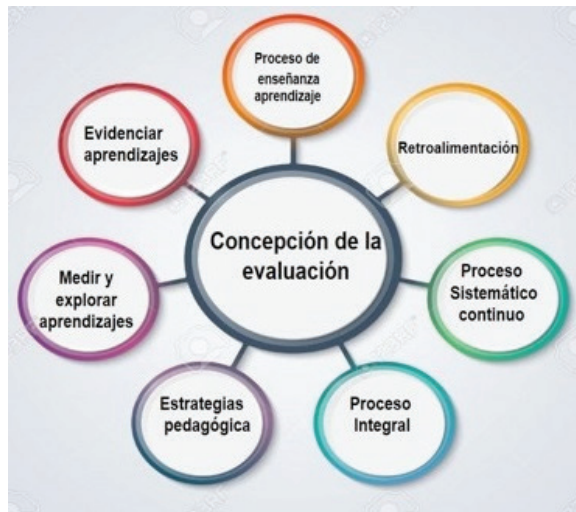 Proceso de
enseñanza
aprendizaje
Retroalimentación
Proceso
Sistemático
continuo
Proceso
Integral
Estrategias
pedagógica
Medir y
explorar
aprendizajes
Evidenciar
aprendizajes
Concepción de la
evaluación